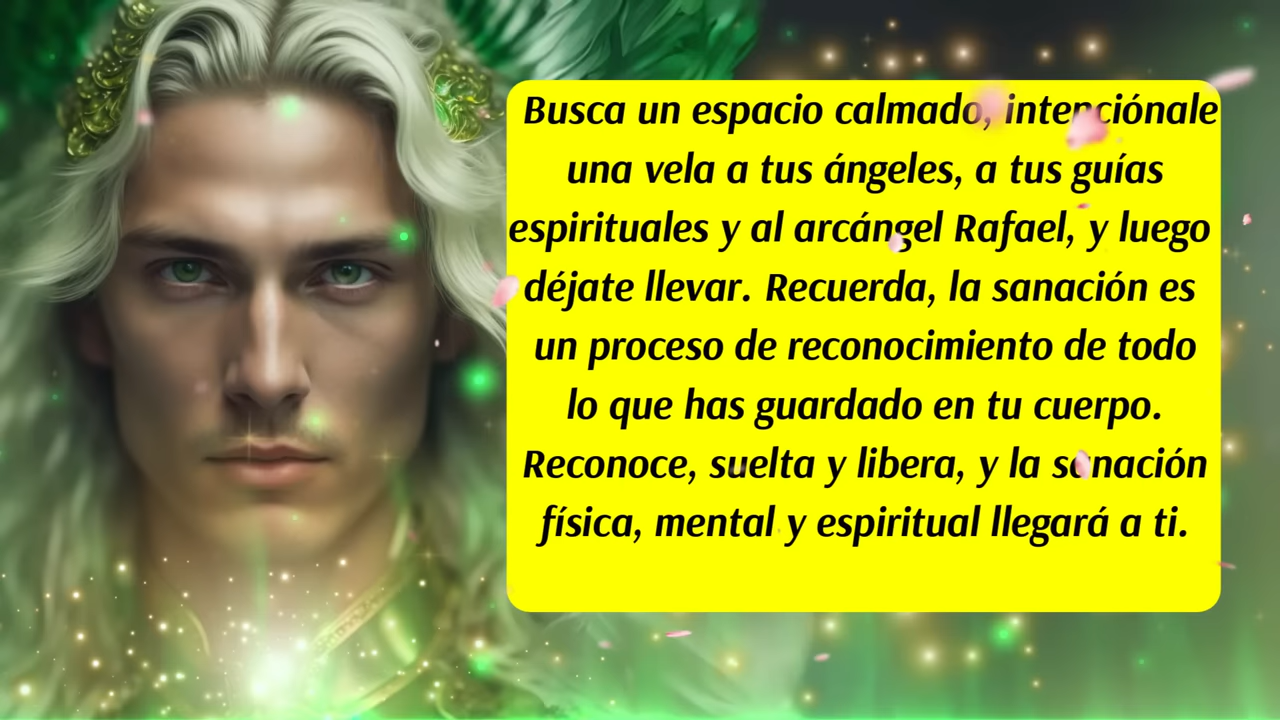 Busca un espacio calmado, intenciónale
una vela a tus ángeles, a tus guías
espirituales y al arcángel Rafael, y luego
déjate llevar. Recuerda, la sanación es
un proceso de reconocimiento de todo
lo que has guardado en tu cuerpo.
Reconoce, suelta y libera, y la sanación
física, mental y espiritual llegará a ti.